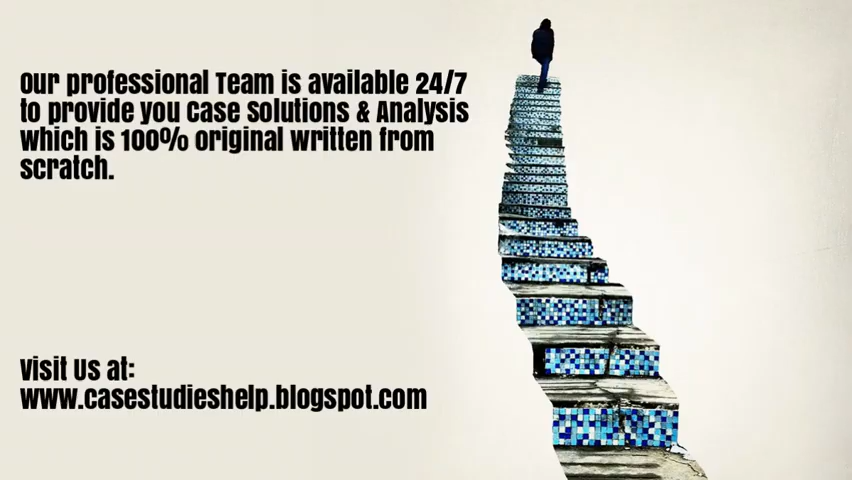 Our professional Team is available 24/7
to provide you Case Solutions & Analysis
which is 100% original written from
scratch.
Visit Us at:
www.casestudieshelp.blogspot.com